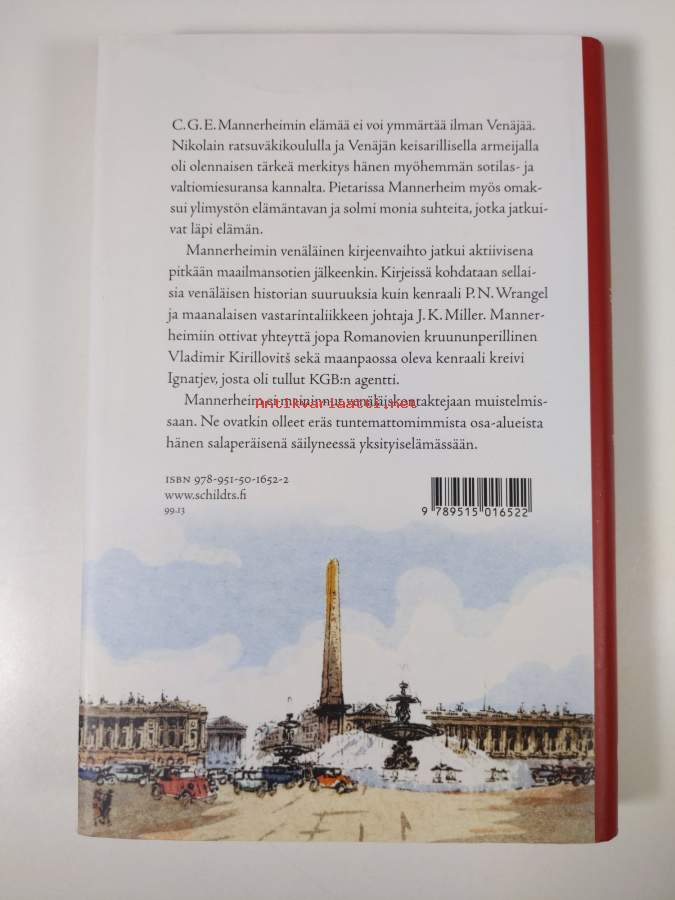 C. G. E. Mannerheimin elämää ei voi ymmärtää ilman Venäjää.
Nikolain ratsuväkikoululla ja Venäjän keisarillisella armeijalla
oli olennaisen tärkeä merkitys hänen myöhemmän sotilas- ja
valtiomiesuransa kannalta. Pietarissa Mannerheim myös omak-
sui ylimystön elämäntavan ja solmi monia suhteita, jotka jatkui-
vat läpi elämän.
Mannerheimin venäläinen kirjeenvaihto jatkui aktiivisena
pitkään maailmansotien jälkeenkin. Kirjeissä kohdataan sellai-
sia venäläisen historian suuruuksia kuin kenraali P. N. Wrangel
ja maanalaisen vastarintaliikkeen johtaja J. K. Miller. Manner-
heimiin ottivat yhteyttä jopa Romanovien kruununperillinen
Vladimir Kirillovitš sekä maanpaossa oleva kenraali kreivi
Ignatjev, josta oli tullut KGB:n agentti.
Mannerheim ei maininnut venäläiskontaktejaan muistelmis-
Antikvariaatti.net
saan. Ne ovatkin olleet eräs tuntemattomimmista osa-alueista
hänen salaperäisenä säilyneessä yksityiselämässään.
ISBN 978-951-50-1652-2
www.schildts.fi
99.13
9 789515 016522